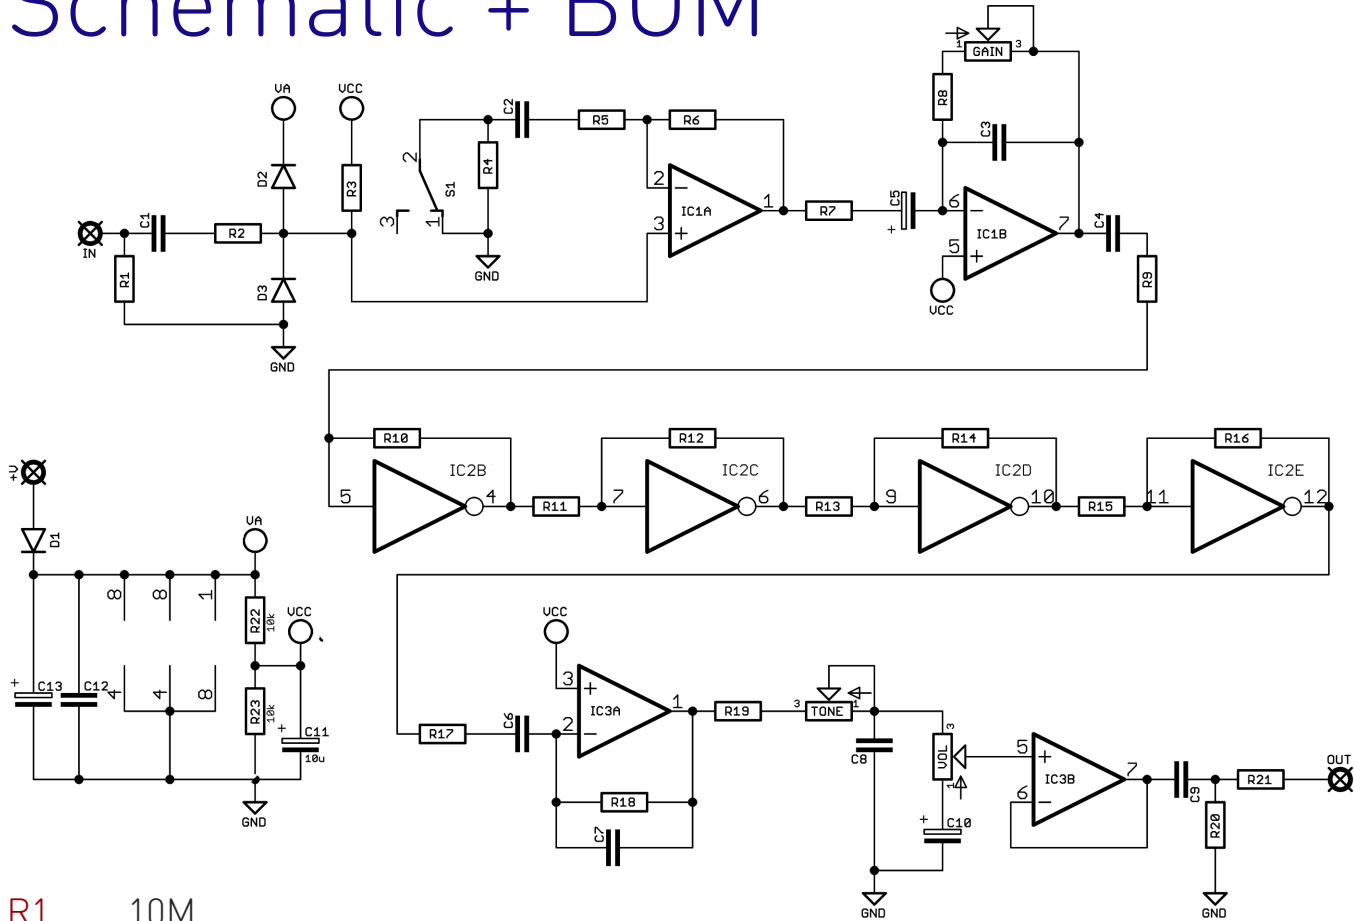 Schematic + BOM
VA
VCC
IN
C1
R1
R2
D2
D3
R3
GND
2
3
1
S1
R4
GND
C2
R5
R6
2
3
1
IC1A
R7
C5
+
1
GAIN
3
R8
C3
6
5
7
IC1B
VCC
C4
R9
R10
IC2B
5
4
R11
R12
IC2C
7
6
R13
R14
IC2D
9
10
R15
R16
IC2E
11
12
+V
D1
VA
8
8
1
R22
10k
VCC
+
C13
C12
4
4
8
R23
10k
+
C11
10u
GND
R17
C6
VCC
3
2
1
IC3A
R18
C7
R19
3
TONE
1
C8
3
VOL
1
+
C10
GND
5
6
7
IC3B
C9
R20
R21
OUT
GND
R1 10M